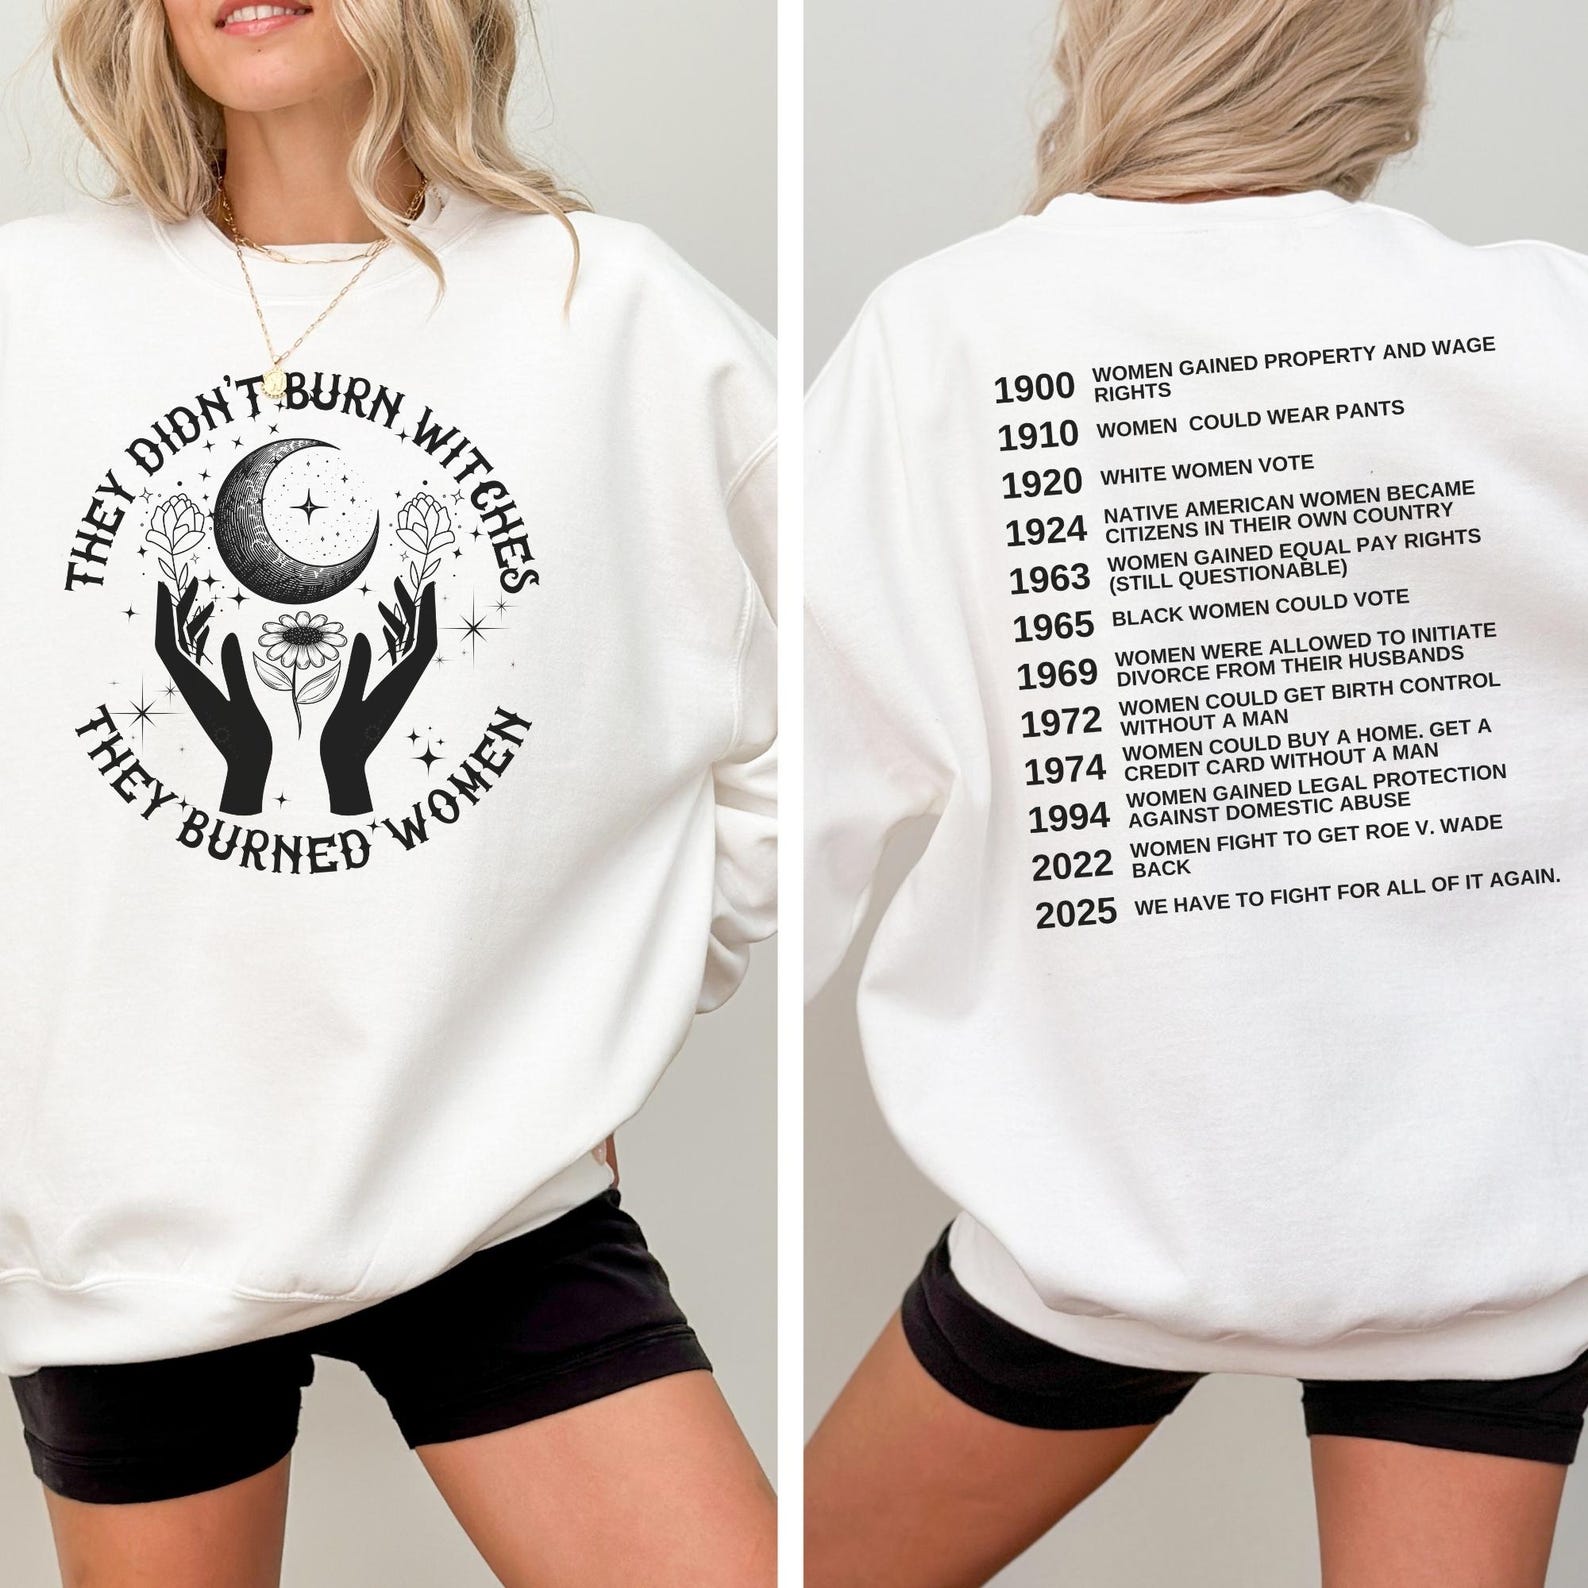 THEY DIDN'T BURN WITCHES
THEY BURNED WOMEN
1900 WOMEN GAINED PROPERTY AND WAGE
RIGHTS
1910 WOMEN COULD WEAR PANTS
1920 WHITE WOMEN VOTE
1924 NATIVE AMERICAN WOMEN BECAME
CITIZENS IN THEIR OWN COUNTRY
1963 WOMEN GAINED EQUAL PAY RIGHTS
(STILL QUESTIONABLE)
1965 BLACK WOMEN COULD VOTE
1969 WOMEN WERE ALLOWED TO INITIATE
DIVORCE FROM THEIR HUSBANDS
1972 WOMEN COULD GET BIRTH CONTROL
WITHOUT A MAN
1974 WOMEN COULD BUY A HOME. GET A
CREDIT CARD WITHOUT A MAN
1994 WOMEN GAINED LEGAL PROTECTION
AGAINST DOMESTIC ABUSE
2022 WOMEN FIGHT TO GET ROE V. WADE
BACK
2025 WE HAVE TO FIGHT FOR ALL OF IT AGAIN.